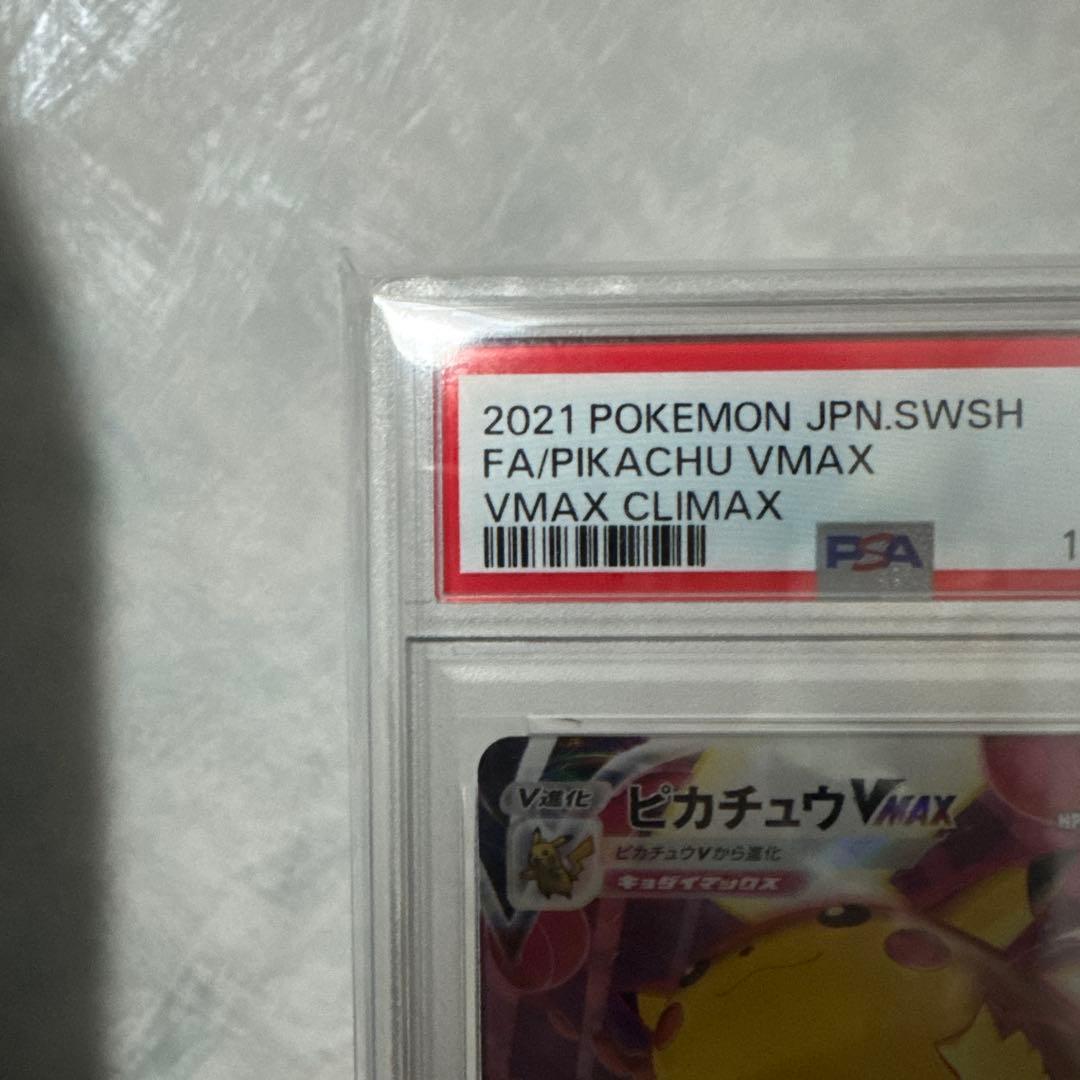 2021 POKEMON JPN.SWSH
FA/PIKACHU VMAX
VMAX CLIMAX
PSA
1
V進化
ピカチュウVMAX
HP
ピカチュウVから進化
キョダイマックス